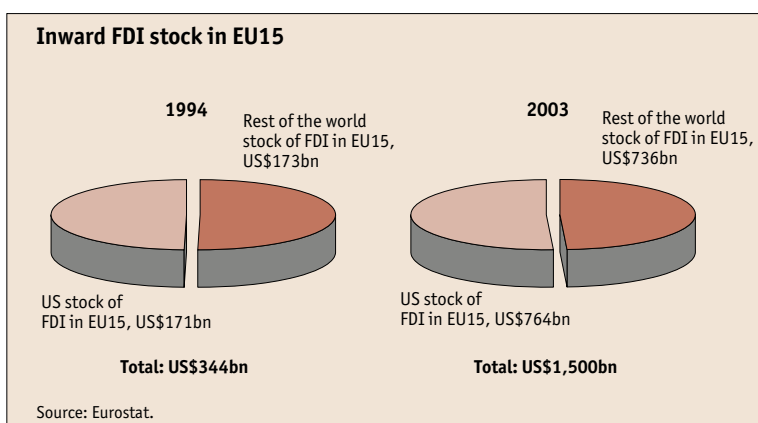 Inward FDI stock in EU15
1994
Rest of the world
stock of FDI in EU15,
US$173bn
US stock of
FDI in EU15, US$171bn
Total: US$344bn
2003
Rest of the world
stock of FDI in EU15,
US$736bn
US stock of
FDI in EU15, US$764bn
Total: US$1,500bn
Source: Eurostat.